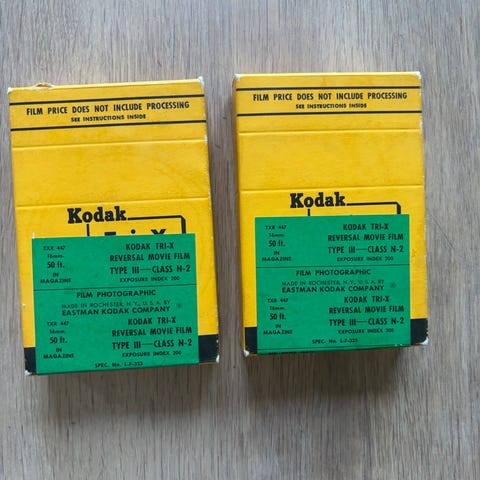 FILM PRICE DOES NOT INCLUDE PROCESSING
SEE INSTRUCTIONS INSIDE
Kodak
Tri-X
TXR 447
16mm.
50 ft.
IN
MAGAZINE
KODAK TRI-X
REVERSAL MOVIE FILM
TYPE III—CLASS N-2
EXPOSURE INDEX 200
FILM PHOTOGRAPHIC
MADE IN ROCHESTER, N.Y., U.S.A. BY
EASTMAN KODAK COMPANY ®
TXR 447
16mm.
50 ft.
IN
MAGAZINE
KODAK TRI-X
REVERSAL MOVIE FILM
TYPE III—CLASS N-2
EXPOSURE INDEX 200
SPEC. No. L-F-323
FILM PRICE DOES NOT INCLUDE PROCESSING
SEE INSTRUCTIONS INSIDE
Kodak
TXR 447
16mm.
50 ft.
IN
MAGAZINE
KODAK TRI-X
REVERSAL MOVIE FILM
TYPE III—CLASS N-2
EXPOSURE INDEX 200
FILM PHOTOGRAPHIC
MADE IN ROCHESTER, N.Y., U.S.A. BY
EASTMAN KODAK COMPANY ®
TXR 447
16mm.
50 ft.
IN
MAGAZINE
KODAK TRI-X
REVERSAL MOVIE FILM
TYPE III—CLASS N-2
EXPOSURE INDEX 200
SPEC. No. L-F-323